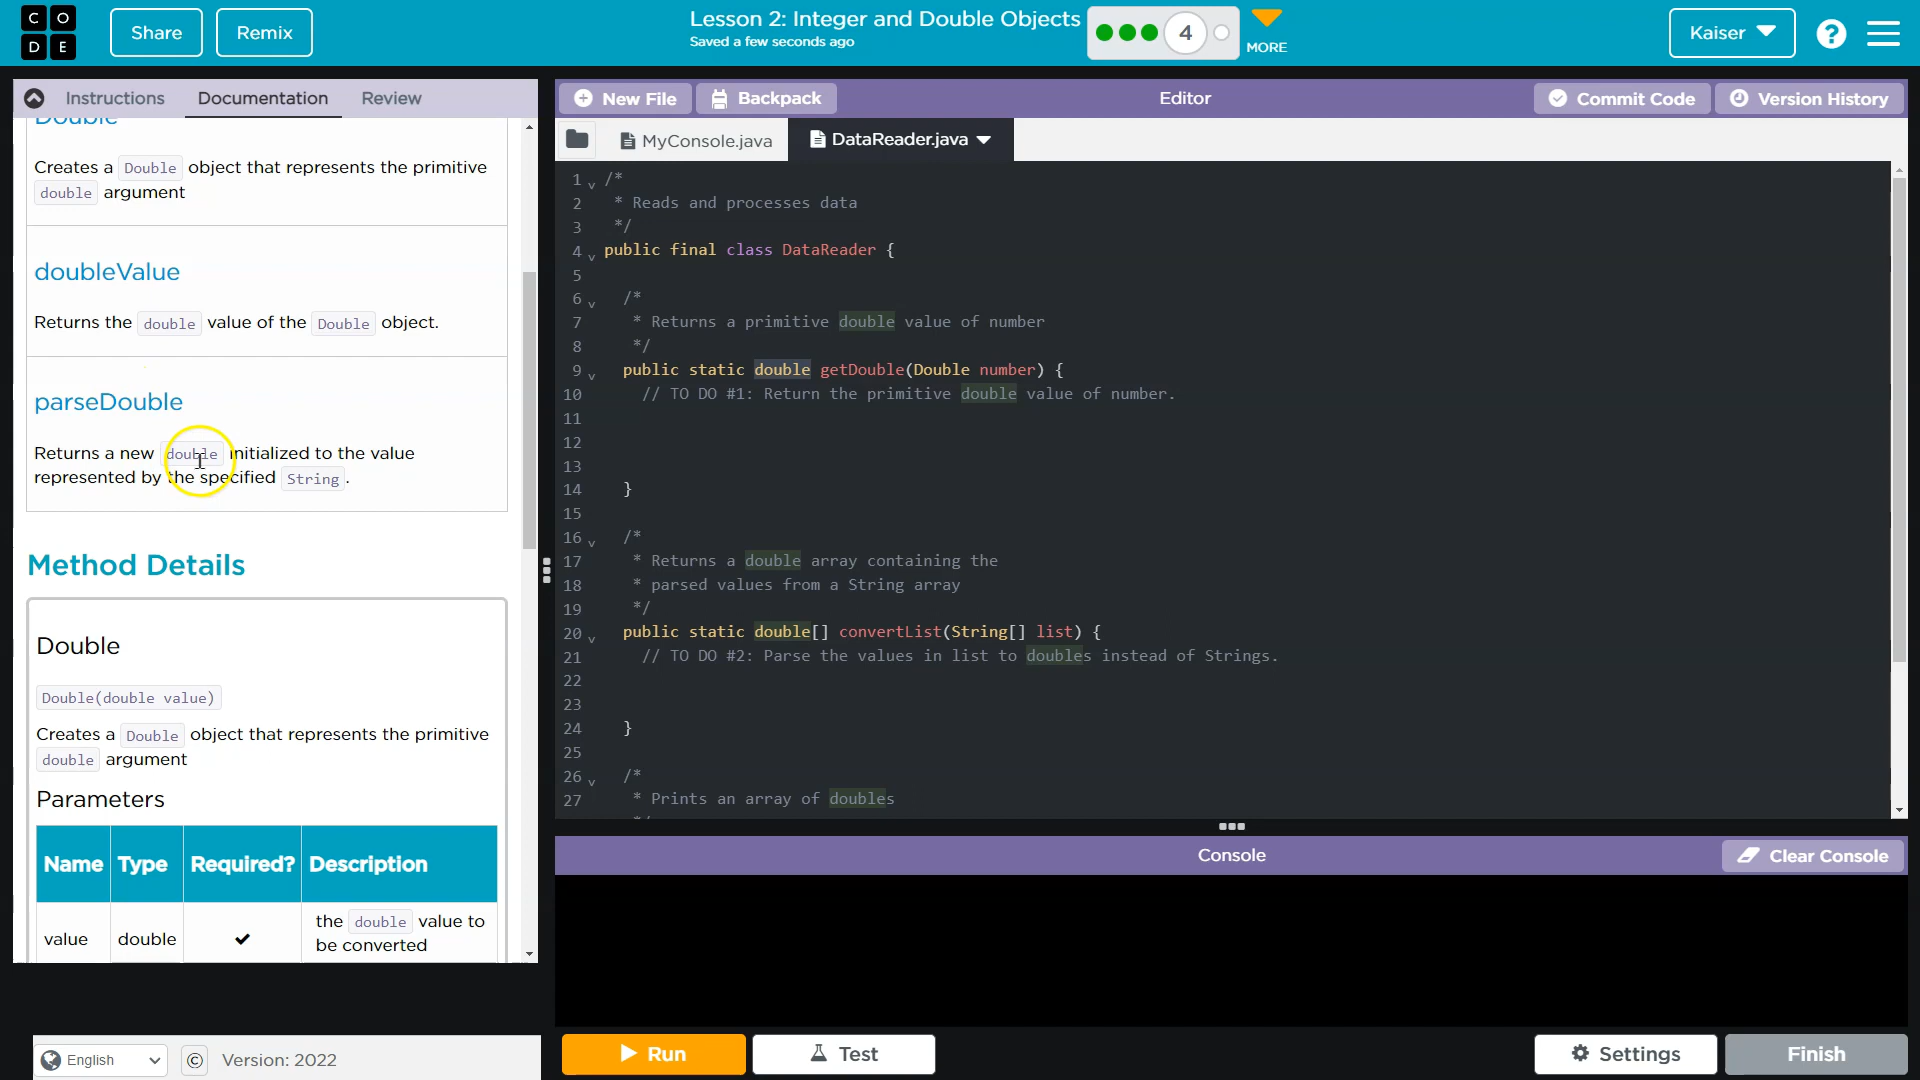 C O
D E
Share
Remix
Lesson 2: Integer and Double Objects
Saved a few seconds ago
4
MORE
Kaiser
?
Instructions
Documentation
Review
Double
Creates a Double object that represents the primitive
double argument
doubleValue
Returns the double value of the Double object.
parseDouble
Returns a new double initialized to the value
represented by the specified String.
Method Details
Double
Double(double value)
Creates a Double object that represents the primitive
double argument
Parameters
Name Type Required? Description
value double ✔ the double value to
be converted
English
©
Version: 2022
New File
Backpack
Editor
Commit Code
Version History
MyConsole.java
DataReader.java
1 /*
2 * Reads and processes data
3 */
4 public final class DataReader {
5
6 /*
7 * Returns a primitive double value of number
8 */
9 public static double getDouble(Double number) {
10 // TO DO #1: Return the primitive double value of number.
11
12
13
14 }
15
16 /*
17 * Returns a double array containing the
18 * parsed values from a String array
19 */
20 public static double[] convertList(String[] list) {
21 // TO DO #2: Parse the values in list to doubles instead of Strings.
22
23
24 }
25
26 /*
27 * Prints an array of doubles
Console
Clear Console
Run
Test
Settings
Finish